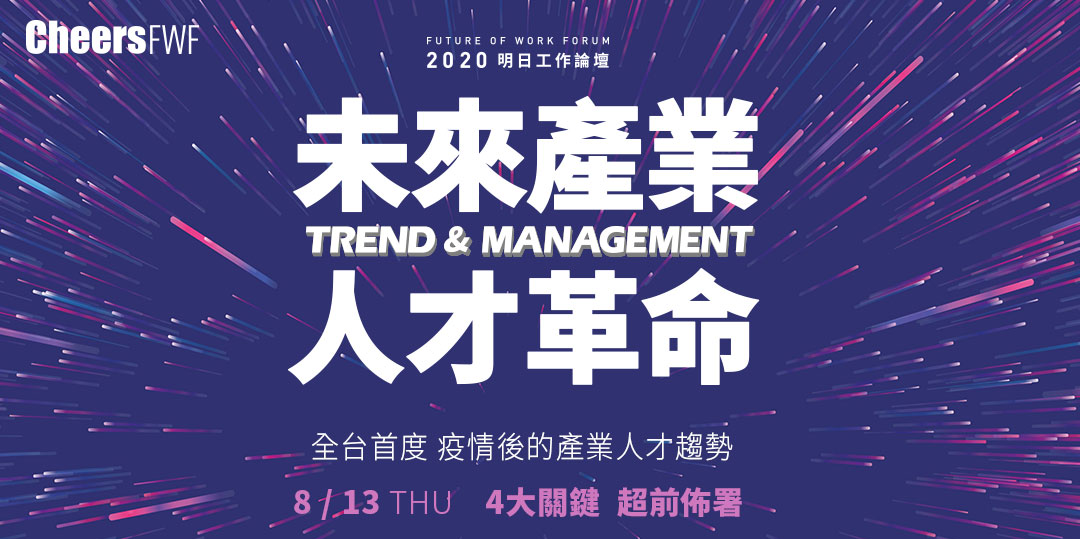 CheersFWF
FUTURE OF WORK FORUM
2020 明日工作論壇
未來產業
TREND & MANAGEMENT
人才革命
全台首度 疫情後的產業人才趨勢
8 / 13 THU 4大關鍵 超前佈署